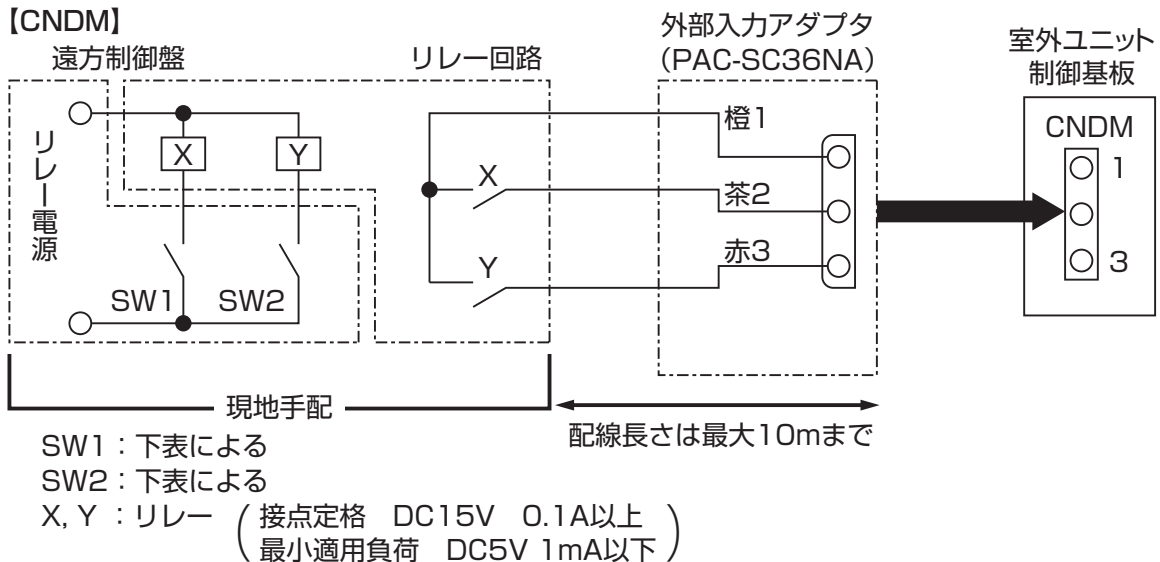 【CNDM】
遠方制御盤
リレー回路
外部入力アダプタ
（PAC-SC36NA）
室外ユニット
制御基板
リレー電源
X
Y
SW1
SW2
X
Y
橙1
茶2
赤3
CNDM
1
3
現地手配
配線長さは最大10mまで
SW1：下表による
SW2：下表による
X, Y ：リレー
接点定格　DC15V　0.1A以上
最小適用負荷　DC5V 1mA以下